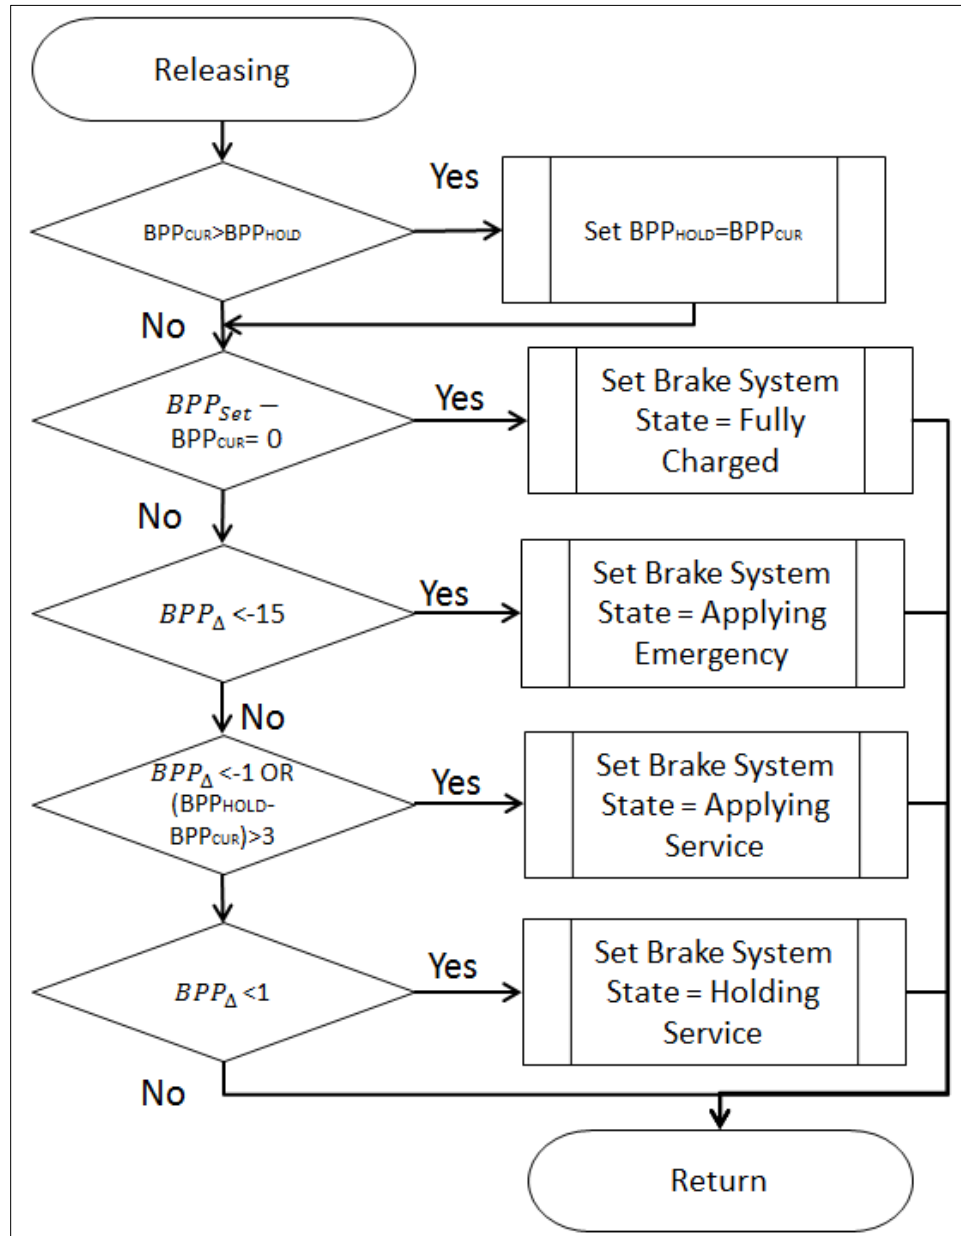 Releasing
Yes
BPPCUR>BPPHOLD
Set BPPHOLD=BPPCUR
No
BPPSet −
BPPCUR= 0
Yes
Set Brake System
State = Fully
Charged
No
BPPΔ <-15
Yes
Set Brake System
State = Applying
Emergency
No
BPPΔ <-1 OR
(BPPHOLD-
BPPCUR)>3
Yes
Set Brake System
State = Applying
Service
BPPΔ <1
Yes
Set Brake System
State = Holding
Service
No
Return